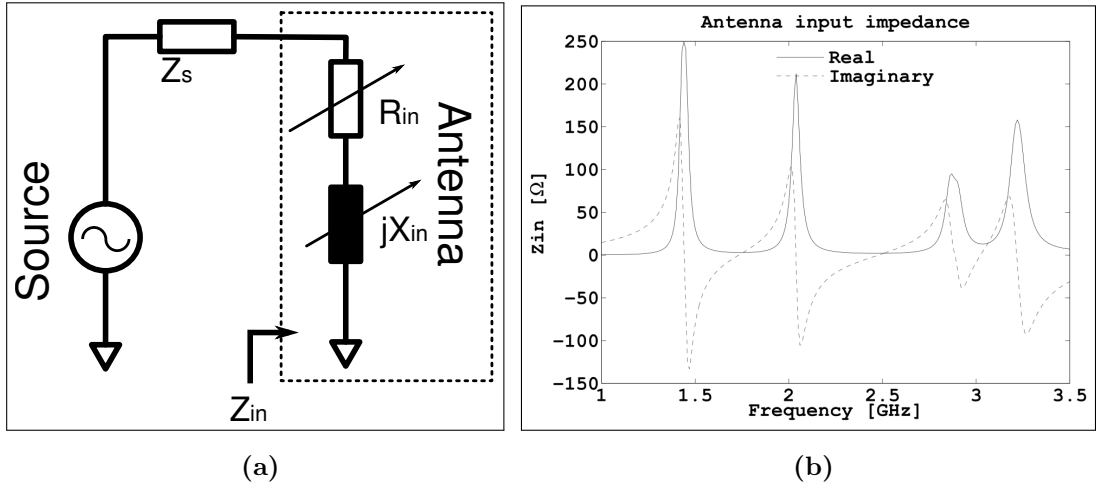 Source
Zs
Rin
jXin
Antenna
Zin
(a)
Antenna input impedance
Real
Imaginary
Zin [Ω]
250
200
150
100
50
0
−50
−100
−150
1 1.5 2 2.5 3 3.5
Frequency [GHz]
(b)